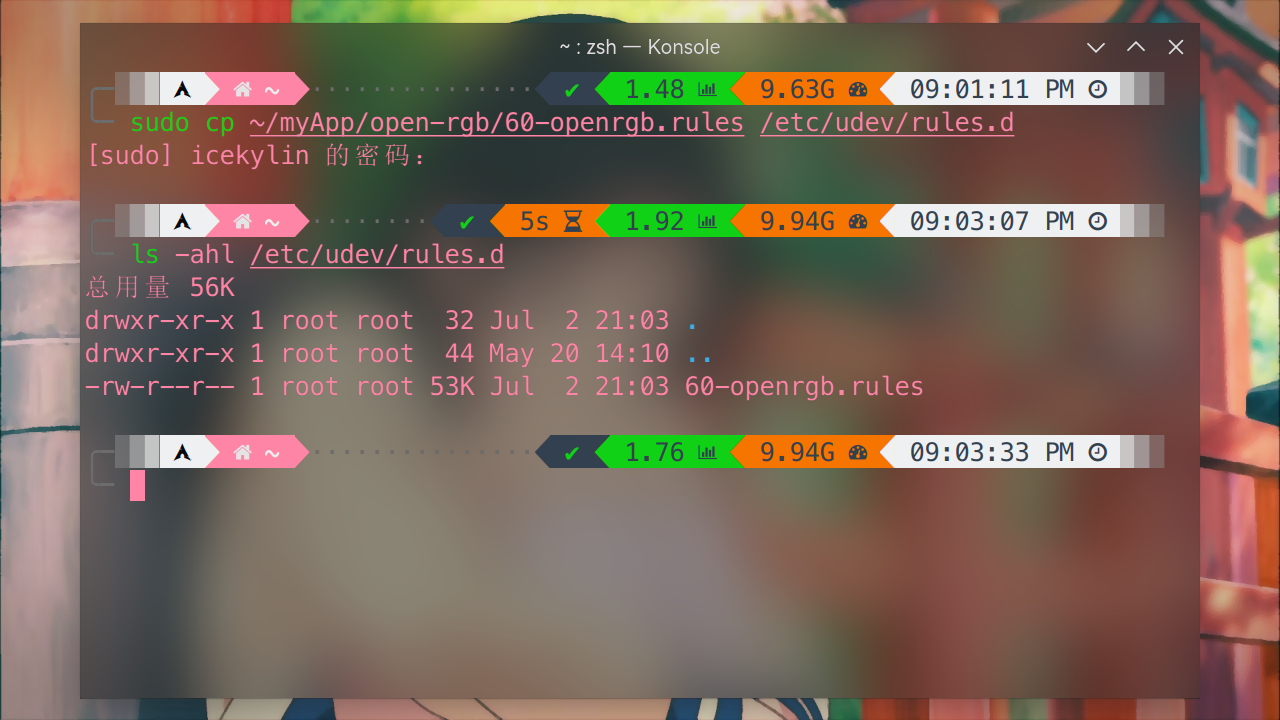 ~ : zsh — Konsole
~ ················ ✔ 1.48 9.63G 09:01:11 PM
sudo cp ~/myApp/open-rgb/60-openrgb.rules /etc/udev/rules.d
[sudo] icekylin 的密码：
~ ········ ✔ 5s 1.92 9.94G 09:03:07 PM
ls -ahl /etc/udev/rules.d
总用量 56K
drwxr-xr-x 1 root root  32 Jul  2 21:03 .
drwxr-xr-x 1 root root  44 May 20 14:10 ..
-rw-r--r-- 1 root root 53K Jul  2 21:03 60-openrgb.rules
~ ················ ✔ 1.76 9.94G 09:03:33 PM